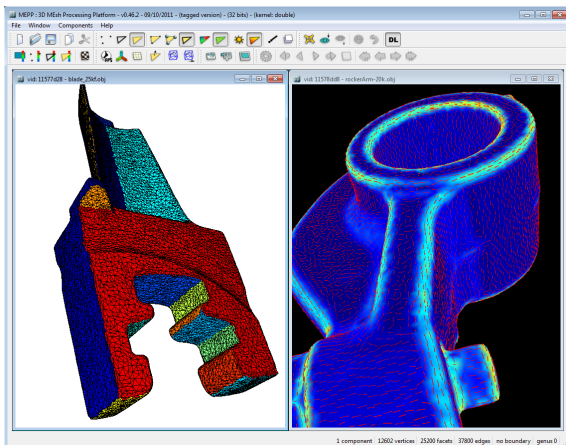 MEPP : 3D MEsh Processing Platform - v0.46.2 - 09/10/2011 - (tagged version) - (32 bits) - (kernel: double)
File Window Components Help
DL
vid: 11577d28 - blade_25kf.obj
vid: 11578dd8 - rockerArm-20k.obj
1 component 12602 vertices 25200 facets 37800 edges no boundary genus 0